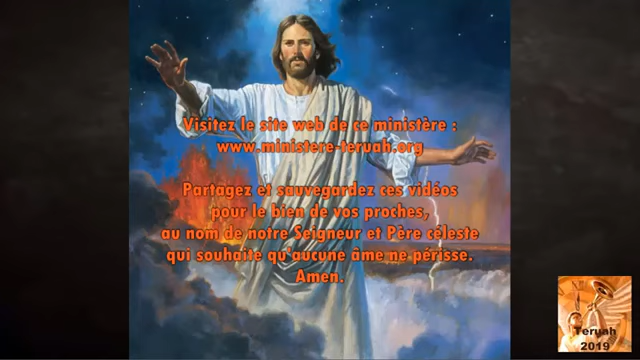 Visitez le site web de ce ministère :
www.ministere-teruah.org
Partagez et sauvegardez ces vidéos
pour le bien de vos proches,
au nom de notre Seigneur et Père céleste
qui souhaite qu'aucune âme ne périsse.
Amen.
Teruah
2019